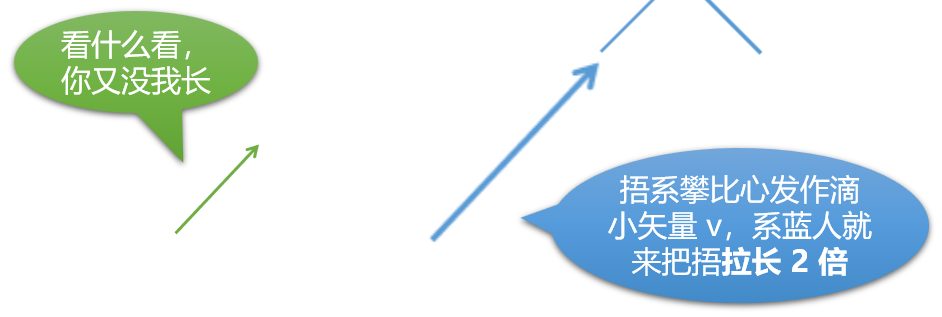 看什么看，
你又没我长
捂系攀比心发作滴
小矢量 v，系蓝人就
来把捂拉长 2 倍